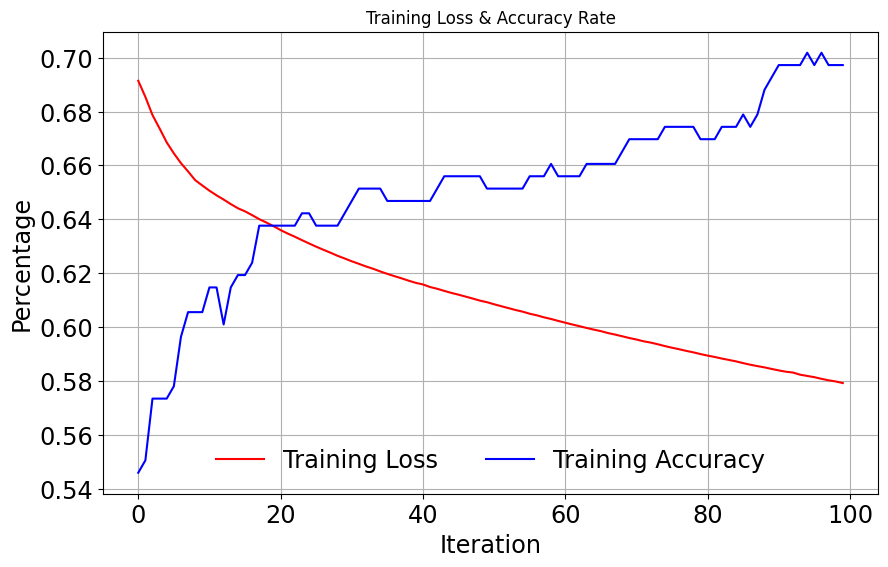 Training Loss & Accuracy Rate
Percentage
0.70
0.68
0.66
0.64
0.62
0.60
0.58
0.56
0.54
Training Loss Training Accuracy
0 20 40 60 80 100
Iteration